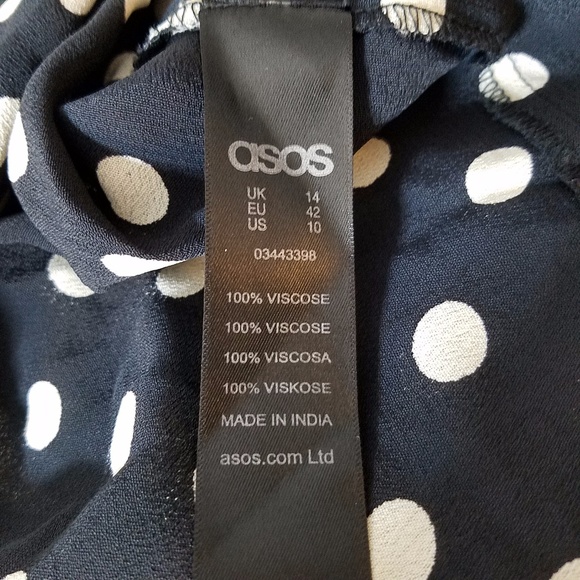 asos
UK 14
EU 42
US 10
03443398
100% VISCOSE
100% VISCOSE
100% VISCOSA
100% VISKOSE
MADE IN INDIA
asos.com Ltd